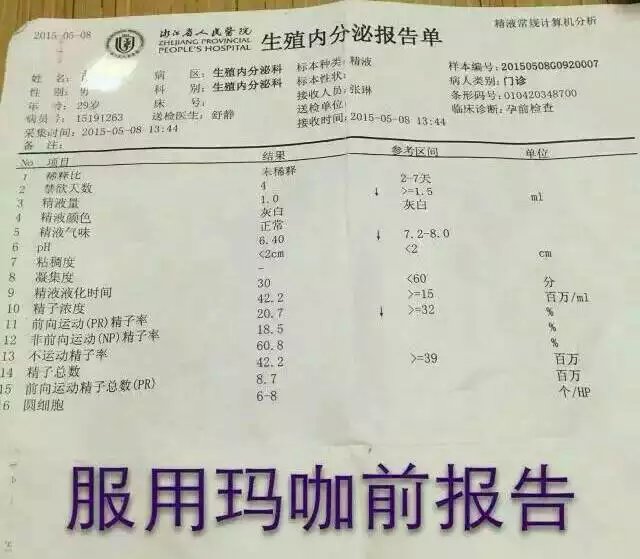 2015-05-08 浙江省人民医院 生殖内分泌报告单 精液常规计算机分析
ZHEJIANG PROVINCIAL
PEOPLE'S HOSPITAL
姓 名: 病 区: 生殖内分泌科 标本种类: 精液 样本编号: 20150508G0920007
性 别: 男 科 别: 生殖内分泌科 标本性状: 病人类别: 门诊
年 龄: 29岁 床 号: 接收人员: 张琳 条形码号: 010420348700
病员号: 15191263 送检医生: 舒静 送检单位: 临床诊断: 孕前检查
采集时间: 2015-05-08 13:44 接收时间: 2015-05-08 13:44
备 注:
No 项目 结果 参考区间 单位
1 稀释比 未稀释
2 禁欲天数 4 2-7天
3 精液量 1.0 ↓ >=1.5 ml
4 精液颜色 灰白 灰白
5 精液气味 正常
6 pH 6.40 ↓ 7.2-8.0
7 粘稠度 <2cm <2 cm
8 凝集度 -
9 精液液化时间 30 <60 分
10 精子浓度 42.2 >=15 百万/ml
11 前向运动(PR)精子率 20.7 ↓ >=32 %
12 非前向运动(NP)精子率 18.5 %
13 不运动精子率 60.8 %
14 精子总数 42.2 >=39 百万
15 前向运动精子总数(PR) 8.7 百万
6 圆细胞 6-8 个/HP
服用玛咖前报告